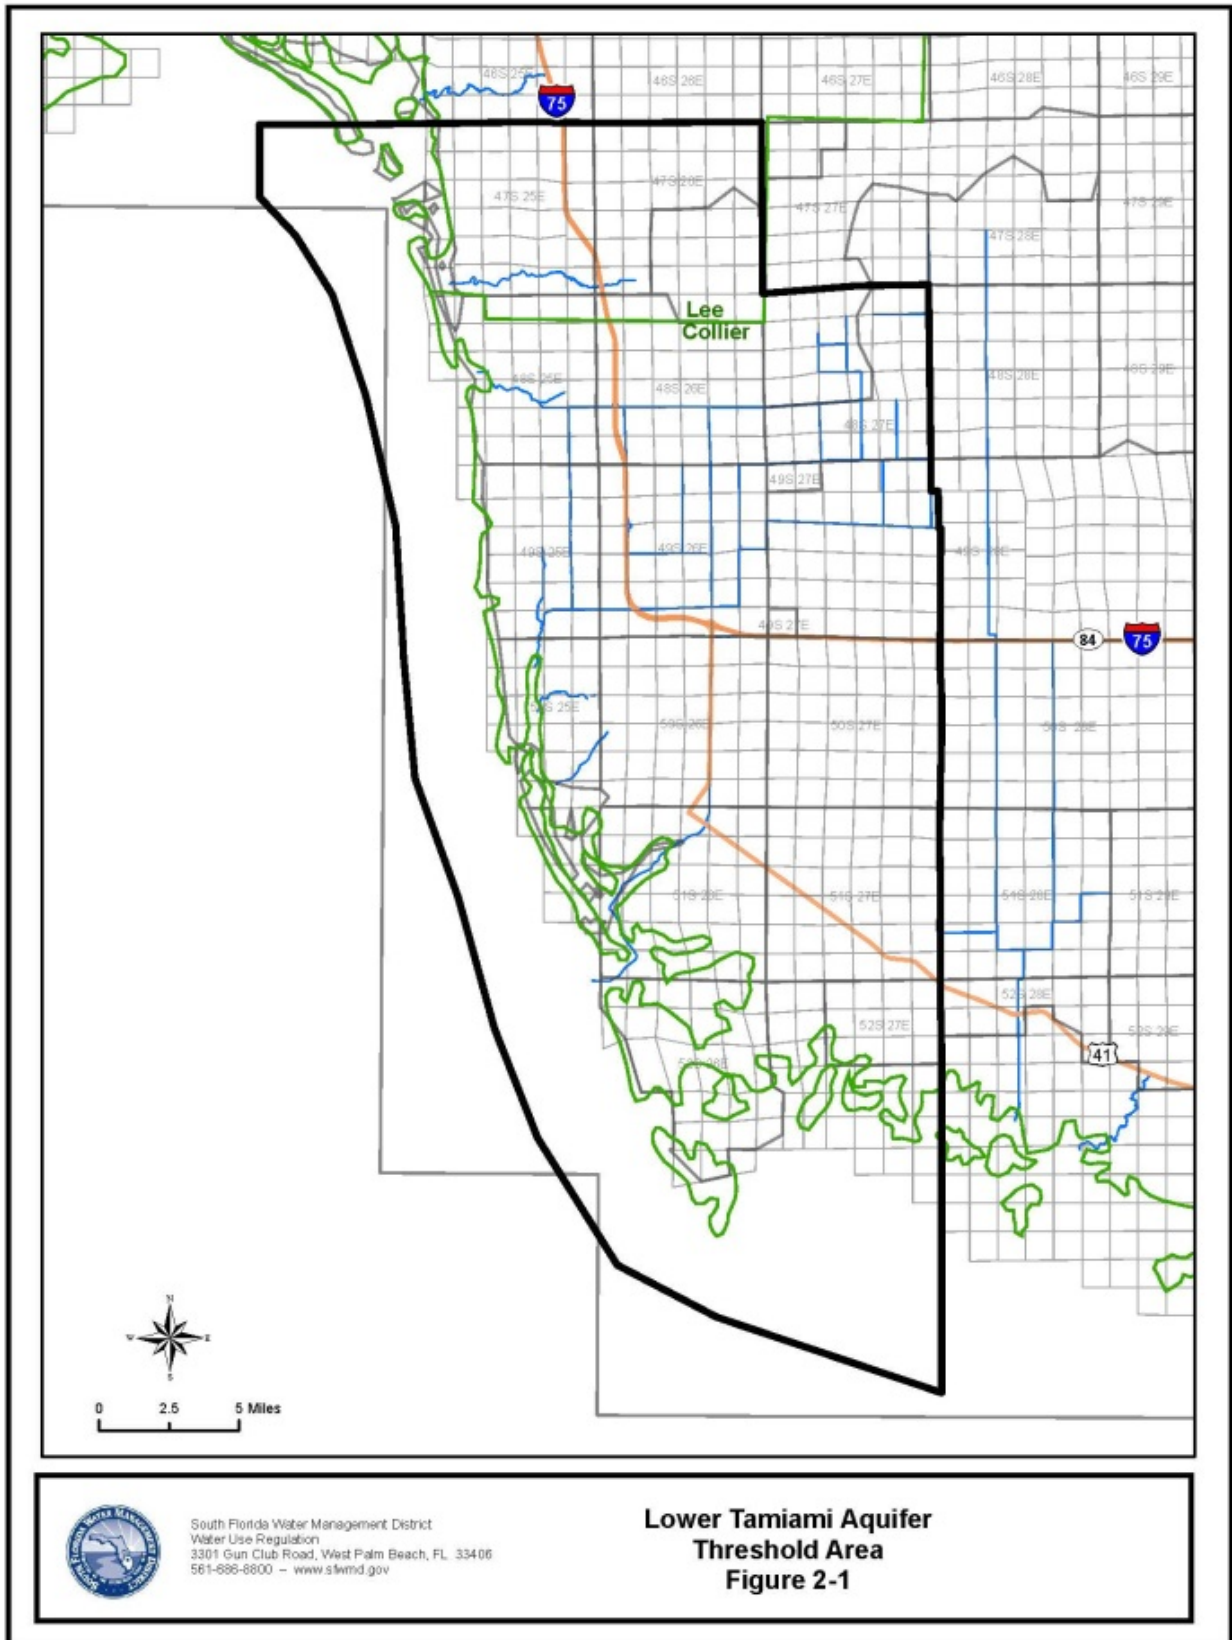 46S 25E
46S 26E
46S 27E
46S 28E
46S 29E
75
47S 25E
47S 26E
47S 27E
47S 28E
47S 29E
Lee
Collier
48S 25E
48S 26E
48S 27E
48S 28E
48S 29E
49S 25E
49S 26E
49S 27E
49S 28E
49S 27E
84
75
50S 25E
50S 26E
50S 27E
50S 28E
51S 26E
51S 27E
51S 28E
51S 29E
52S 26E
52S 27E
52S 28E
52S 29E
41
N
W E
S
0 2.5 5 Miles
South Florida Water Management District
Water Use Regulation
3301 Gun Club Road, West Palm Beach, FL 33406
561-686-8800 – www.sfwmd.gov
Lower Tamiami Aquifer
Threshold Area
Figure 2-1
SOUTH FLORIDA WATER MANAGEMENT DISTRICT